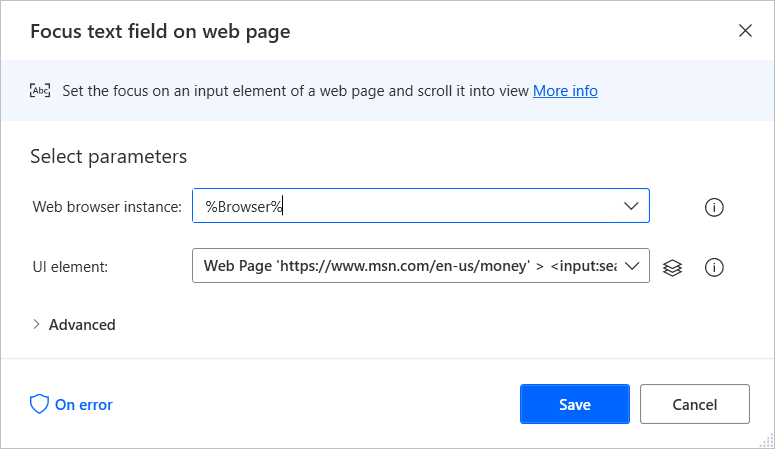 Focus text field on web page
Abc Set the focus on an input element of a web page and scroll it into view More info
Select parameters
Web browser instance: %Browser%
UI element: Web Page 'https://www.msn.com/en-us/money' > <input:sea
Advanced
On error Save Cancel